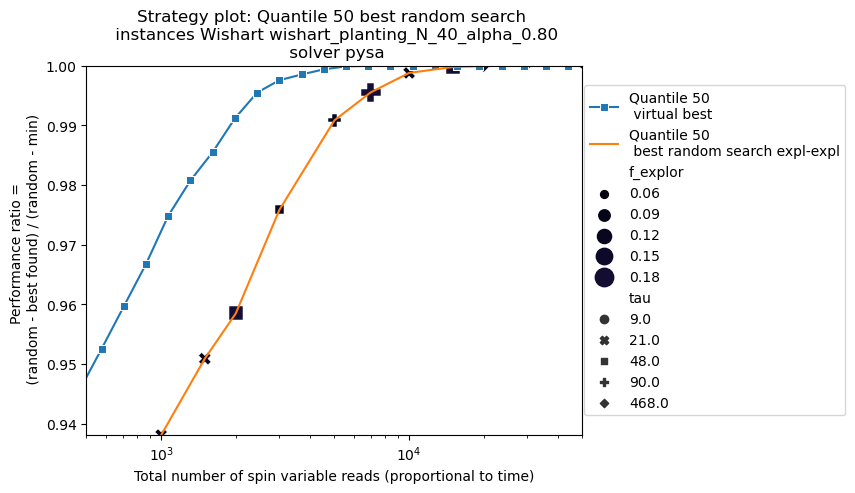 Strategy plot: Quantile 50 best random search
instances Wishart wishart_planting_N_40_alpha_0.80
solver pysa
Performance ratio =
(random - best found) / (random - min)
1.00
0.99
0.98
0.97
0.96
0.95
0.94
10^3
10^4
Total number of spin variable reads (proportional to time)
Quantile 50
virtual best
Quantile 50
best random search expl-expl
f_explor
0.06
0.09
0.12
0.15
0.18
tau
9.0
21.0
48.0
90.0
468.0